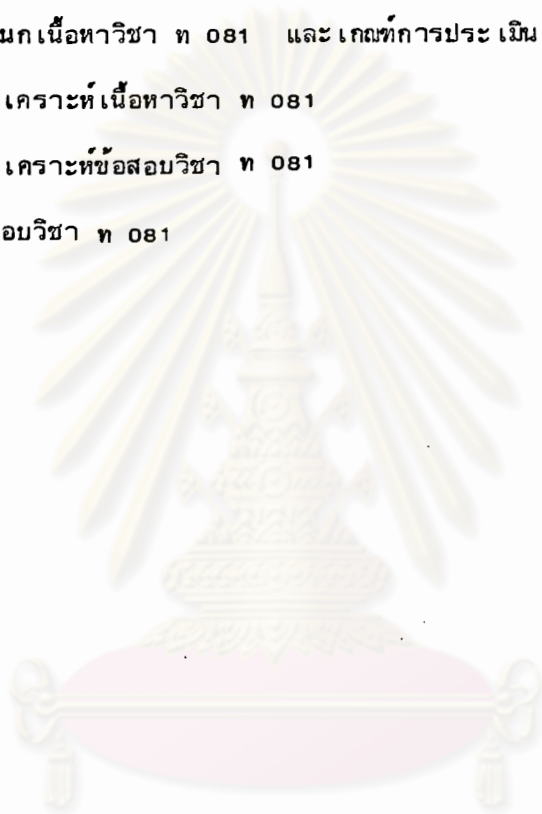 นกเนื้อหาวิชา ท 081 และเกณฑ์การประเมิน
เคราะห์เนื้อหาวิชา ท 081
เคราะห์ข้อสอบวิชา ท 081
อบวิชา ท 081